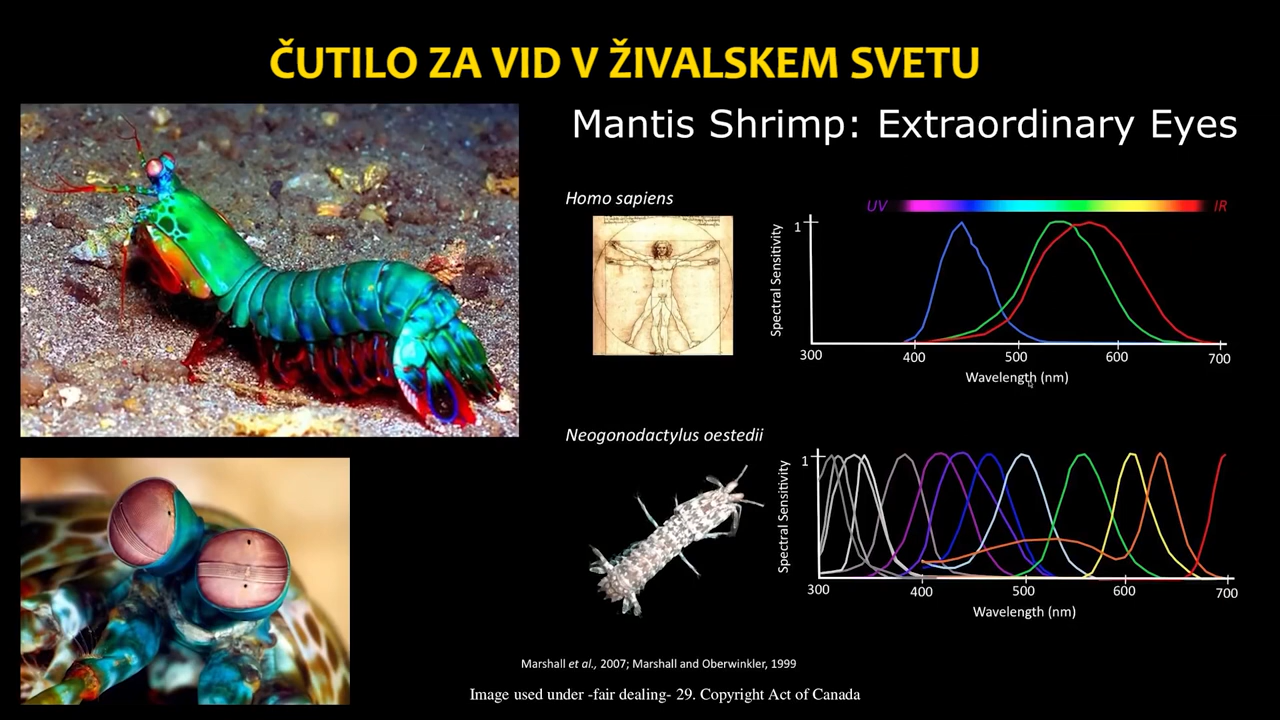 ČUTILO ZA VID V ŽIVALSKEM SVETU
Mantis Shrimp: Extraordinary Eyes
Homo sapiens
UV
IR
Spectral Sensitivity
1
300 400 500 600 700
Wavelength (nm)
Neogonodactylus oestedii
Spectral Sensitivity
1
300 400 500 600 700
Wavelength (nm)
Marshall et al., 2007; Marshall and Oberwinkler, 1999
Image used under -fair dealing- 29. Copyright Act of Canada